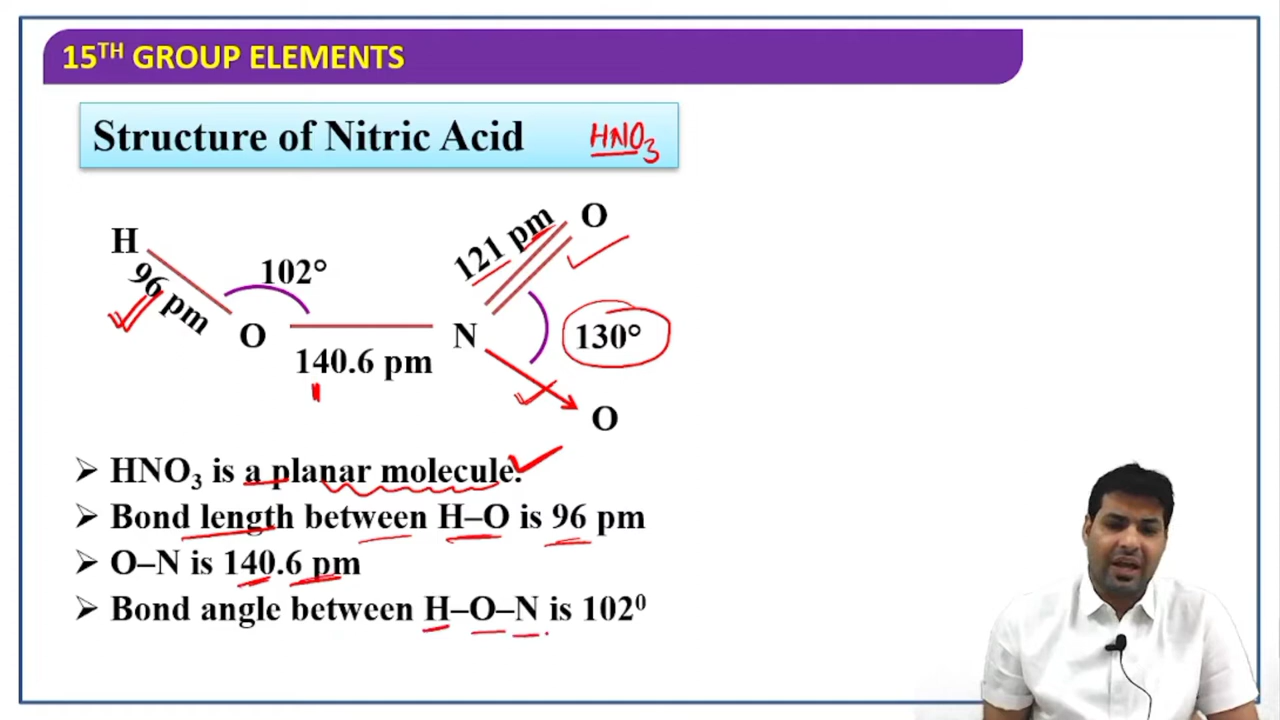 15TH GROUP ELEMENTS
Structure of Nitric Acid HNO3
H
96 pm
102°
O
140.6 pm
N
121 pm
O
130°
O
➢ HNO₃ is a planar molecule.
➢ Bond length between H–O is 96 pm
➢ O–N is 140.6 pm
➢ Bond angle between H–O–N is 102⁰